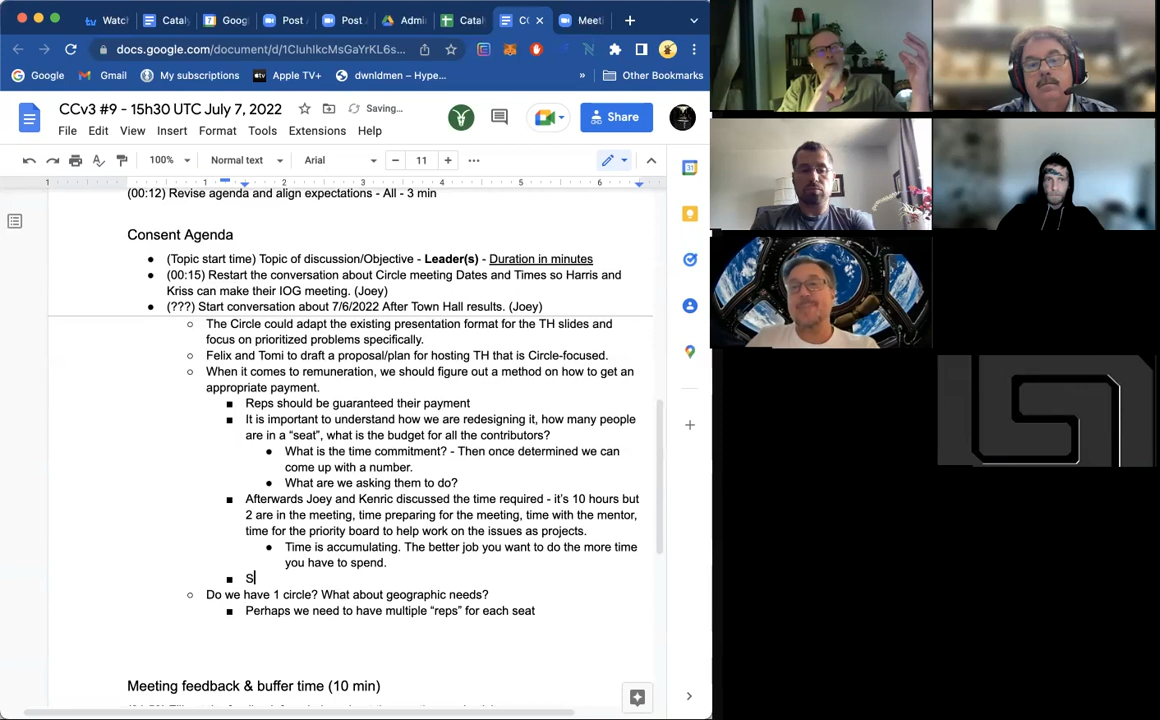 Watch
Cataly
Goog
Post
Post
Admi
Catal
CC
Meeti
docs.google.com/document/d/1CIuhIkcMsGaYrKL6s...
Google
Gmail
My subscriptions
Apple TV+
dwnldmen – Hype...
»
Other Bookmarks
CCv3 #9 - 15h30 UTC July 7, 2022
Saving...
File Edit View Insert Format Tools Extensions Help
Share
100%
Normal text
Arial
11
1 1 2 3 4 5 6
(00:12) Revise agenda and align expectations - All - 3 min
Consent Agenda
● (Topic start time) Topic of discussion/Objective - Leader(s) - Duration in minutes
● (00:15) Restart the conversation about Circle meeting Dates and Times so Harris and
Kriss can make their IOG meeting. (Joey)
● (???) Start conversation about 7/6/2022 After Town Hall results. (Joey)
○ The Circle could adapt the existing presentation format for the TH slides and
focus on prioritized problems specifically.
○ Felix and Tomi to draft a proposal/plan for hosting TH that is Circle-focused.
○ When it comes to remuneration, we should figure out a method on how to get an
appropriate payment.
■ Reps should be guaranteed their payment
■ It is important to understand how we are redesigning it, how many people
are in a “seat”, what is the budget for all the contributors?
● What is the time commitment? - Then once determined we can
come up with a number.
● What are we asking them to do?
■ Afterwards Joey and Kenric discussed the time required - it’s 10 hours but
2 are in the meeting, time preparing for the meeting, time with the mentor,
time for the priority board to help work on the issues as projects.
● Time is accumulating. The better job you want to do the more time
you have to spend.
■ S
○ Do we have 1 circle? What about geographic needs?
■ Perhaps we need to have multiple “reps” for each seat
Meeting feedback & buffer time (10 min)